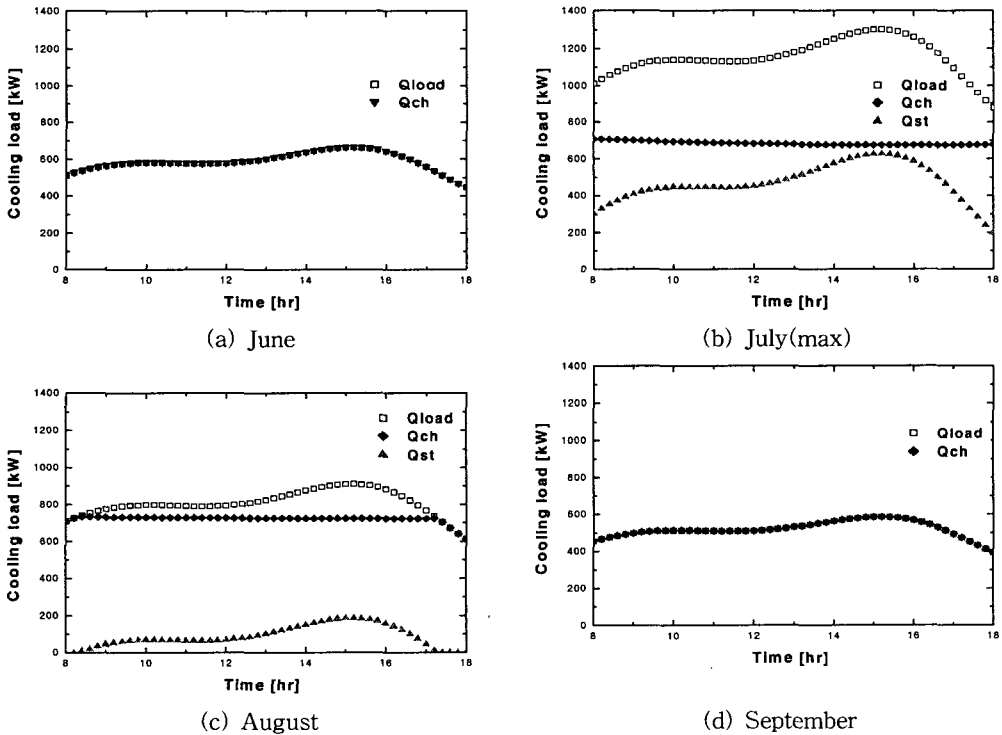 Cooling load [kW]
1400
1200
1000
800
600
400
200
0
Qload
Qch
8
10
12
14
16
18
Time [hr]
(a) June
Cooling load [kW]
1400
1200
1000
800
600
400
200
0
Qload
Qch
Qst
8
10
12
14
16
18
Time [hr]
(b) July(max)
Cooling load [kW]
1400
1200
1000
800
600
400
200
0
Qload
Qch
Qst
8
10
12
14
16
18
Time [hr]
(c) August
Cooling load [kW]
1400
1200
1000
800
600
400
200
0
Qload
Qch
8
10
12
14
16
18
Time [hr]
(d) September